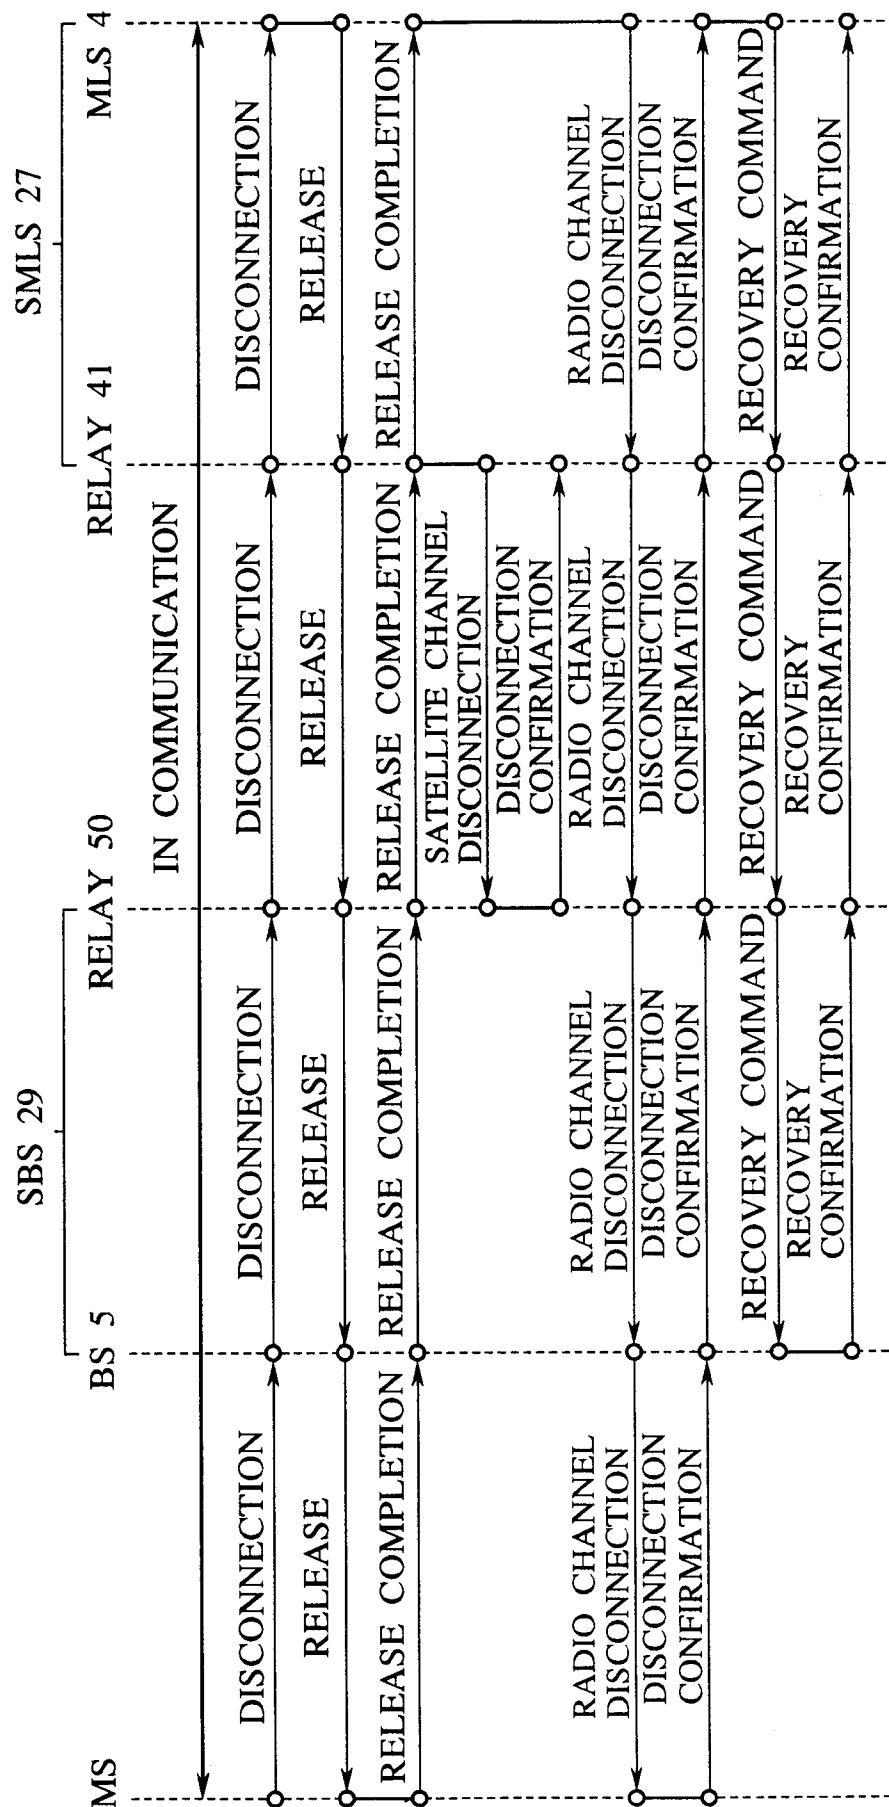 SBS 29
SMLS 27
MS
BS 5
RELAY 50
RELAY 41
MLS 4
IN COMMUNICATION
DISCONNECTION
DISCONNECTION
DISCONNECTION
DISCONNECTION
RELEASE
RELEASE
RELEASE
RELEASE
RELEASE COMPLETION
RELEASE COMPLETION
RELEASE COMPLETION
RELEASE COMPLETION
SATELLITE CHANNEL
DISCONNECTION
DISCONNECTION
CONFIRMATION
RADIO CHANNEL
DISCONNECTION
RADIO CHANNEL
DISCONNECTION
RADIO CHANNEL
DISCONNECTION
RADIO CHANNEL
DISCONNECTION
DISCONNECTION
CONFIRMATION
DISCONNECTION
CONFIRMATION
DISCONNECTION
CONFIRMATION
DISCONNECTION
CONFIRMATION
RECOVERY COMMAND
RECOVERY COMMAND
RECOVERY COMMAND
RECOVERY
CONFIRMATION
RECOVERY
CONFIRMATION
RECOVERY
CONFIRMATION